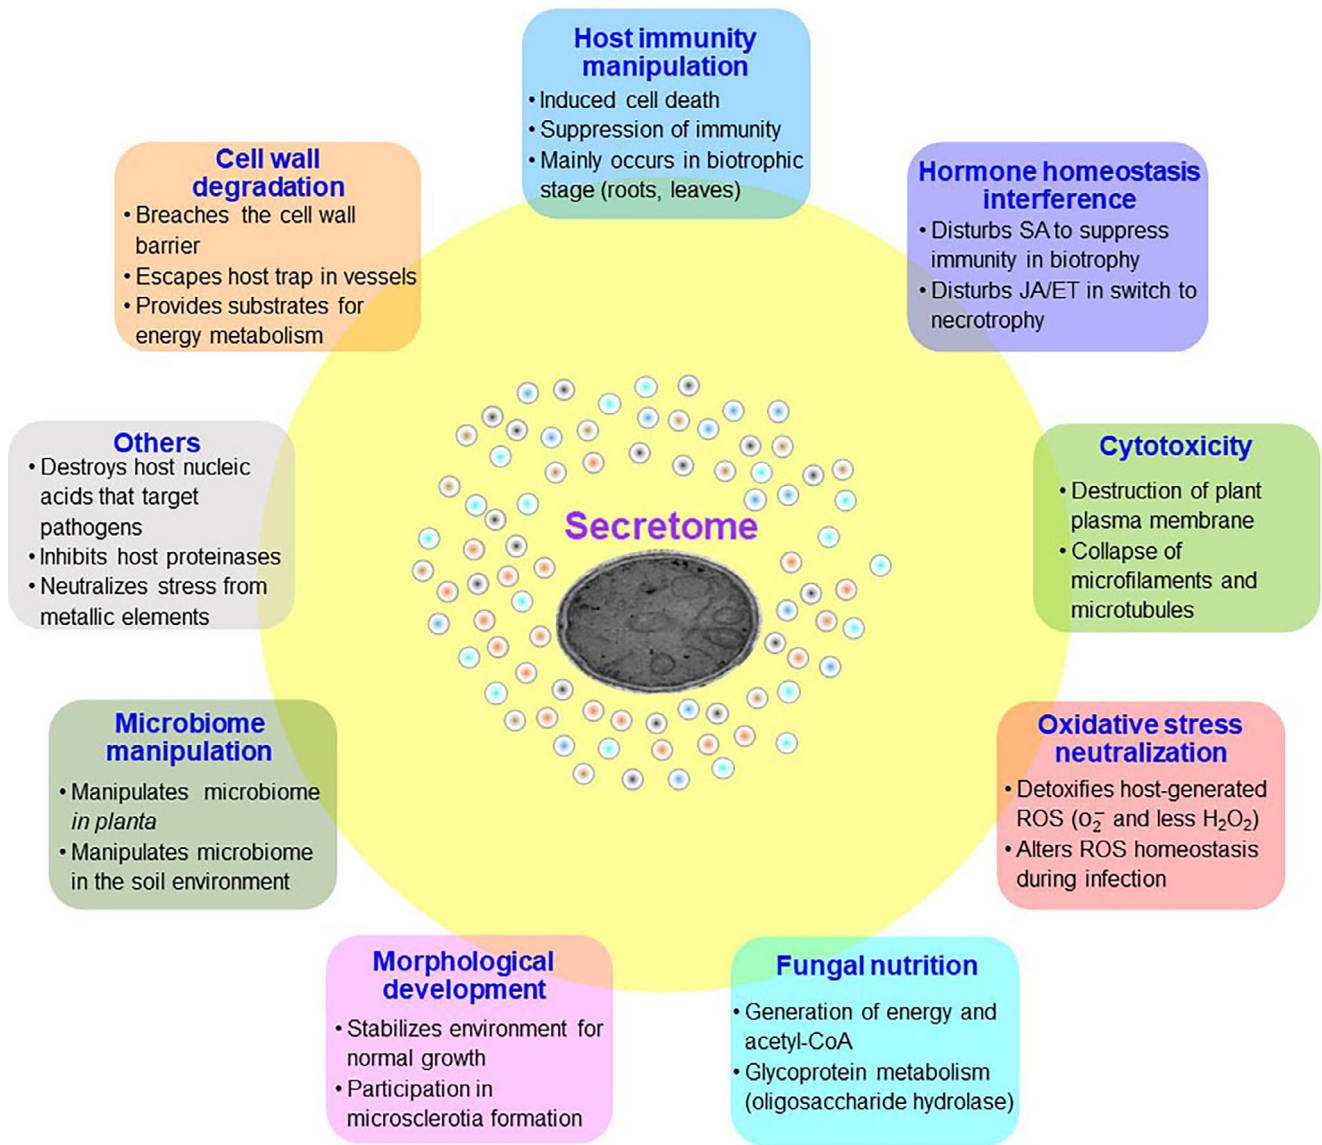 Host immunity
manipulation
• Induced cell death
• Suppression of immunity
• Mainly occurs in biotrophic
stage (roots, leaves)
Cell wall
degradation
• Breaches the cell wall
barrier
• Escapes host trap in vessels
• Provides substrates for
energy metabolism
Hormone homeostasis
interference
• Disturbs SA to suppress
immunity in biotrophy
• Disturbs JA/ET in switch to
necrotrophy
Others
• Destroys host nucleic
acids that target
pathogens
• Inhibits host proteinases
• Neutralizes stress from
metallic elements
Secretome
Cytotoxicity
• Destruction of plant
plasma membrane
• Collapse of
microfilaments and
microtubules
Microbiome
manipulation
• Manipulates microbiome
in planta
• Manipulates microbiome
in the soil environment
Oxidative stress
neutralization
• Detoxifies host-generated
ROS (o₂⁻ and less H₂O₂)
• Alters ROS homeostasis
during infection
Morphological
development
• Stabilizes environment for
normal growth
• Participation in
microsclerotia formation
Fungal nutrition
• Generation of energy and
acetyl-CoA
• Glycoprotein metabolism
(oligosaccharide hydrolase)